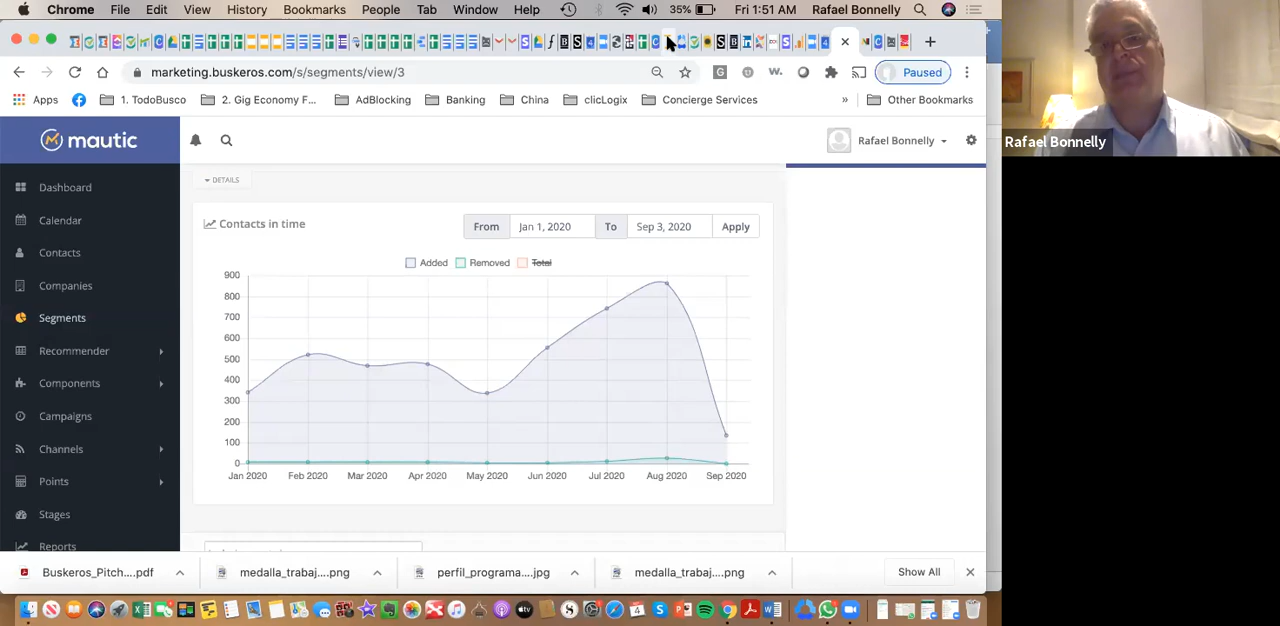 Chrome File Edit View History Bookmarks People Tab Window Help 35% Fri 1:51 AM Rafael Bonnelly
marketing.buskeros.com/s/segments/view/3 Paused
Apps 1. TodoBusco 2. Gig Economy F... AdBlocking Banking China clicLogix Concierge Services » Other Bookmarks
mautic
Rafael Bonnelly
Rafael Bonnelly
Dashboard
Calendar
Contacts
Companies
Segments
Recommender
Components
Campaigns
Channels
Points
Stages
Reports
DETAILS
Contacts in time
From Jan 1, 2020 To Sep 3, 2020 Apply
Added Removed Total
900
800
700
600
500
400
300
200
100
0
Jan 2020 Feb 2020 Mar 2020 Apr 2020 May 2020 Jun 2020 Jul 2020 Aug 2020 Sep 2020
Buskeros_Pitch....pdf medalla_trabaj....png perfil_programa....jpg medalla_trabaj....png Show All